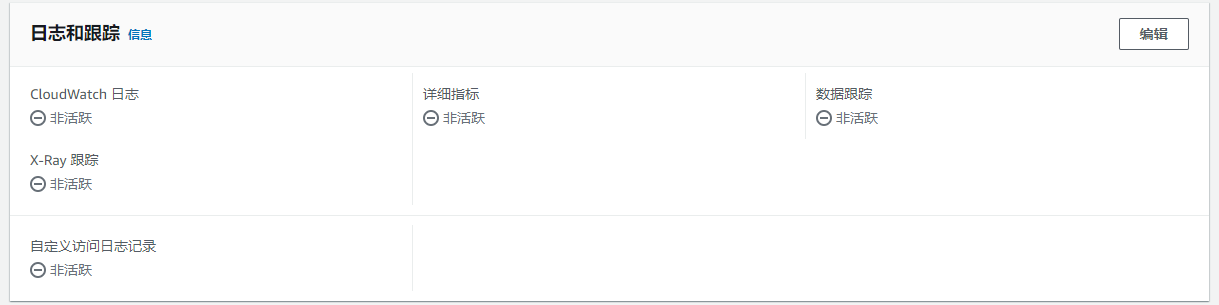 日志和跟踪 信息
编辑
CloudWatch 日志
非活跃
详细指标
非活跃
数据跟踪
非活跃
X-Ray 跟踪
非活跃
自定义访问日志记录
非活跃